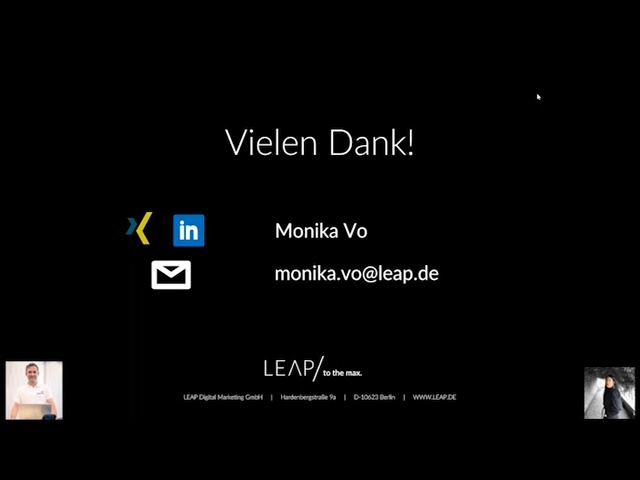 Vielen Dank!
in Monika Vo
monika.vo@leap.de
LEAP/ to the max.
LEAP Digital Marketing GmbH | Hardenbergstraße 9a | D-10623 Berlin | WWW.LEAP.DE